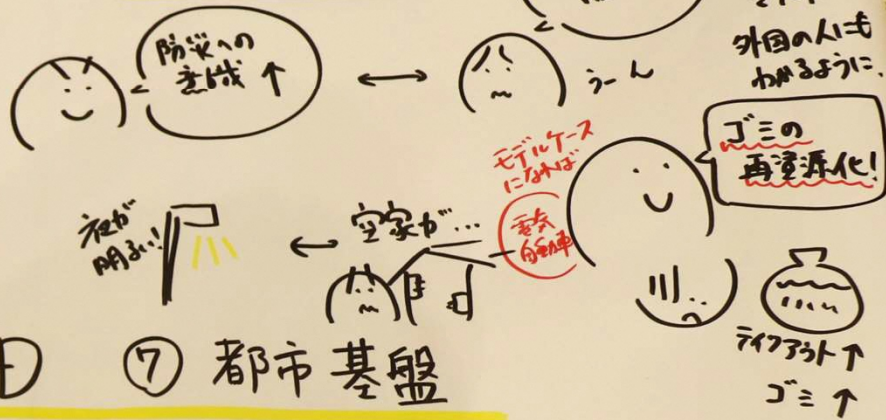 防災への
意識 ↑
うーん
外国の人にも
わかるように、
モデルケース
になれば
電気
自動車
ゴミの
再資源化!
夜が
明るい!
空家が…
テイクアウト↑
ゴミ↑
⑦ 都市基盤